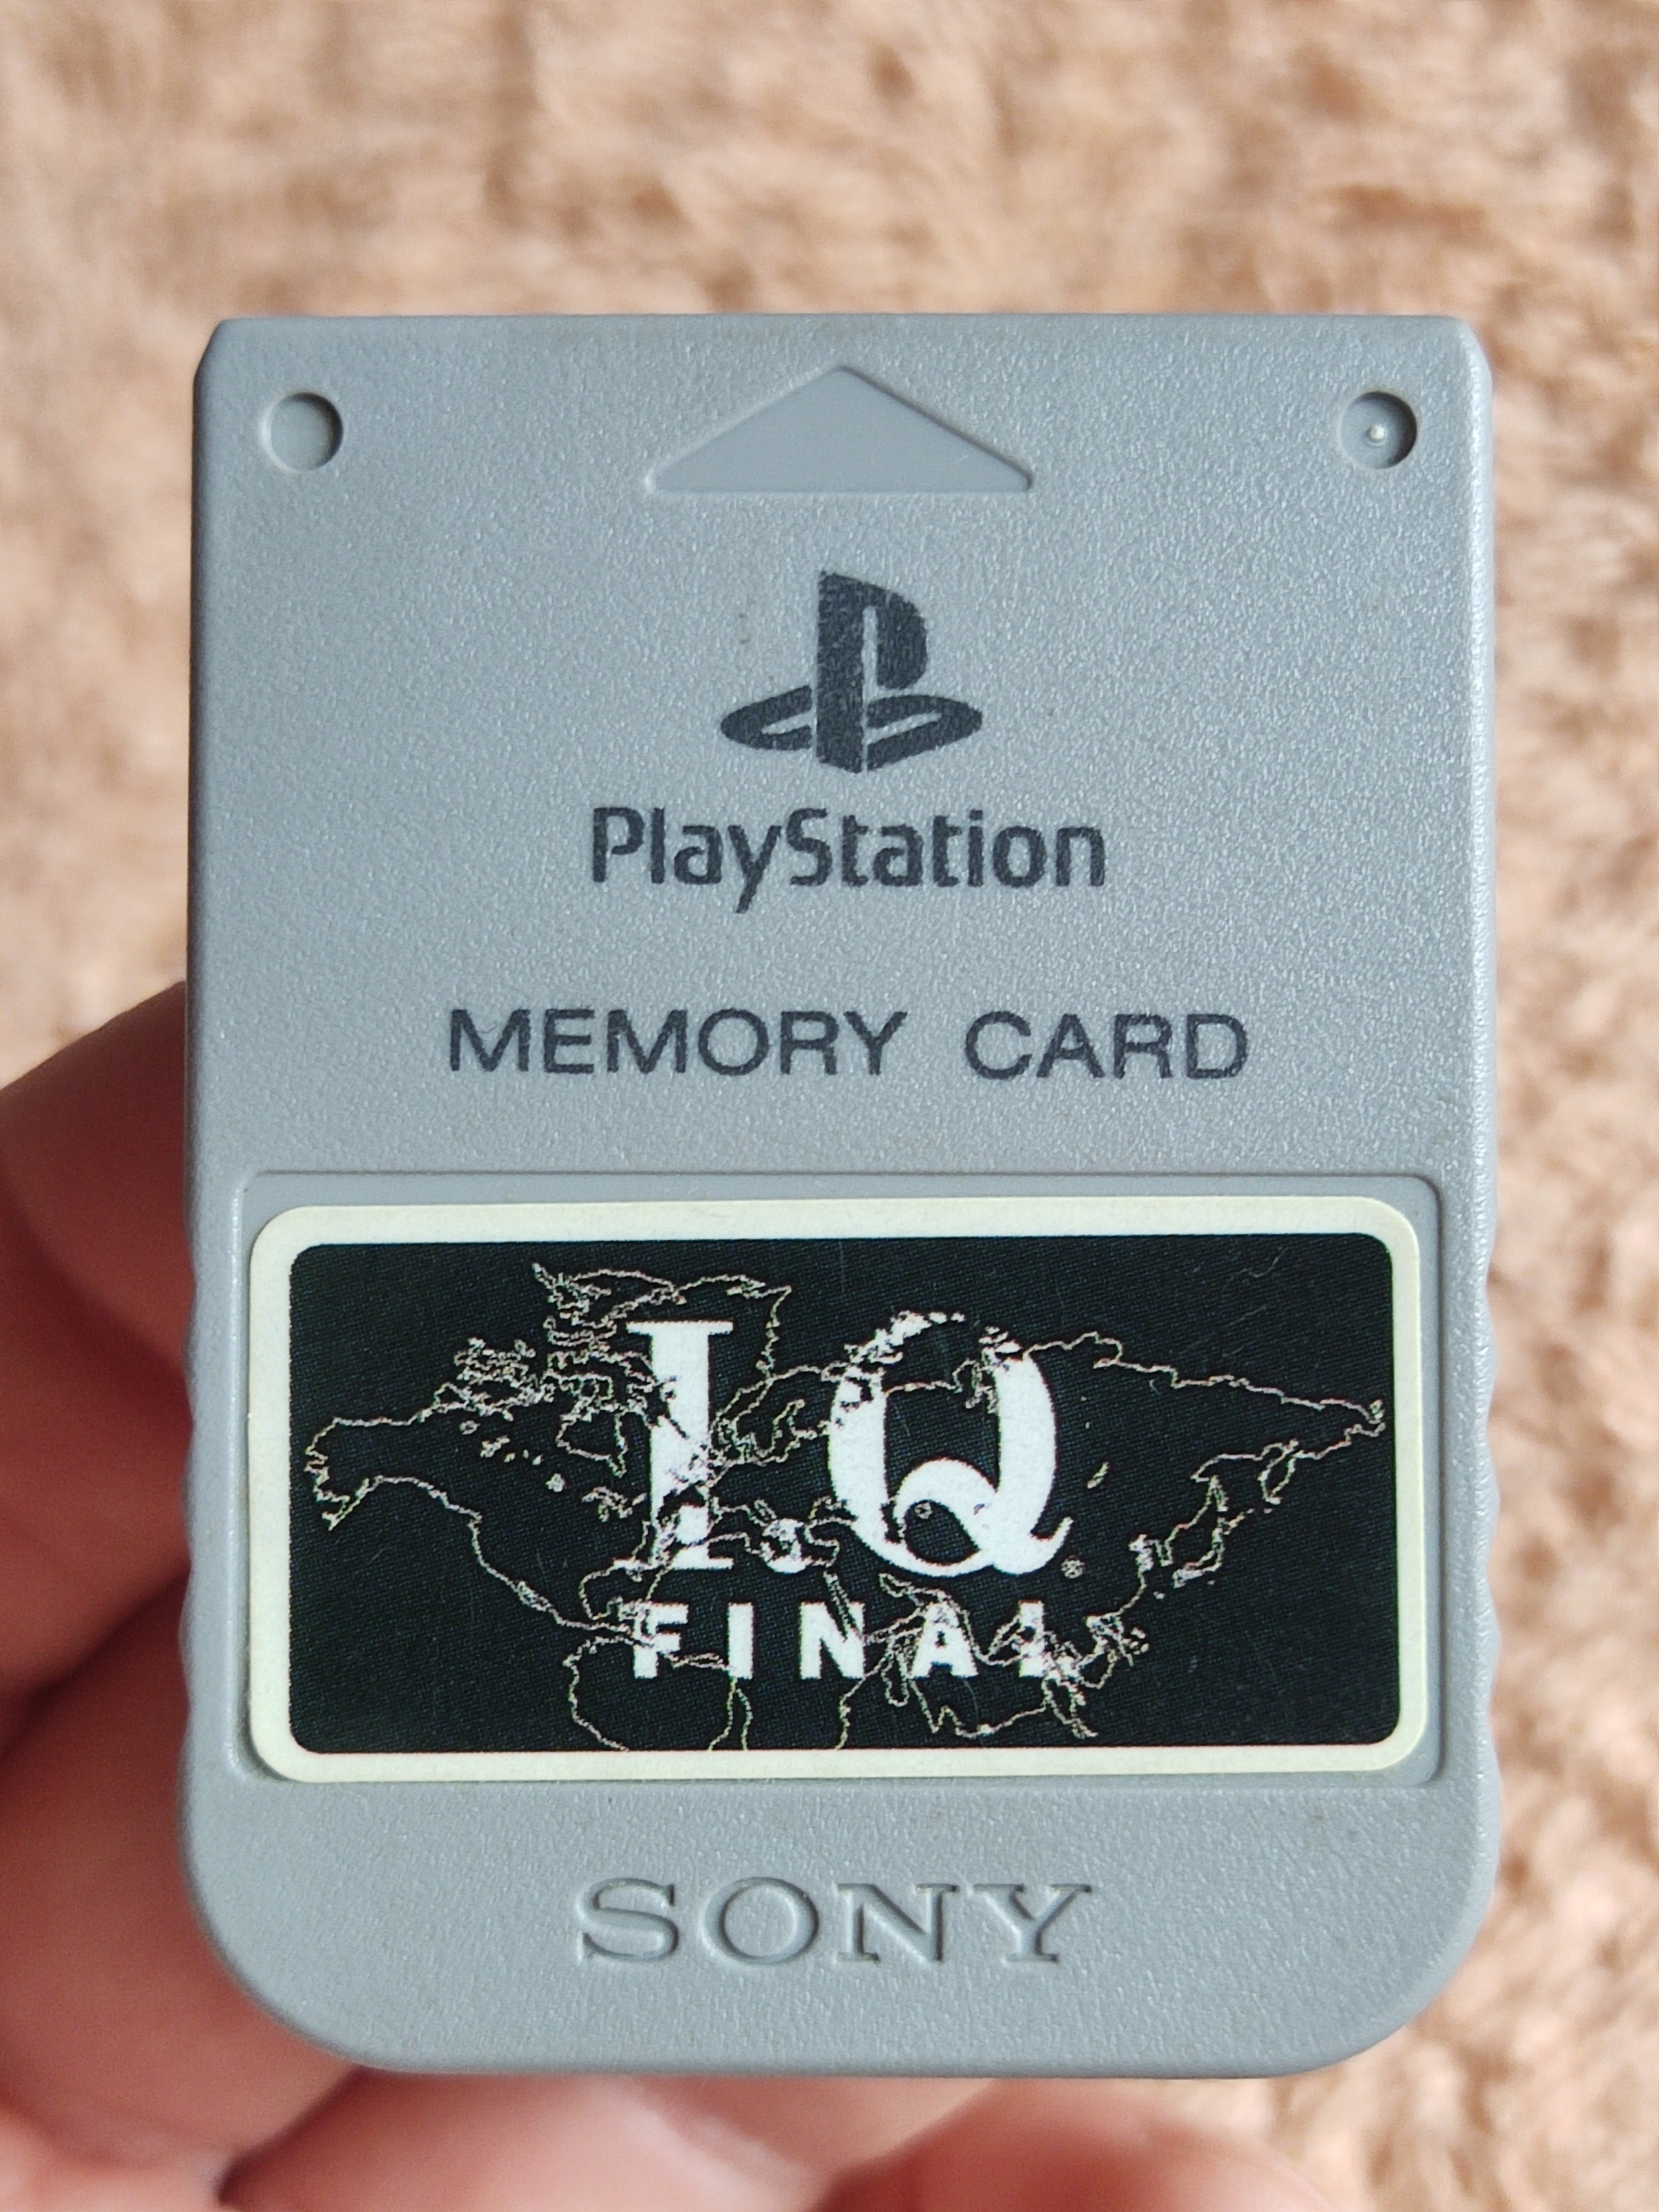 PlayStation
MEMORY CARD
I.Q
FINAL
SONY